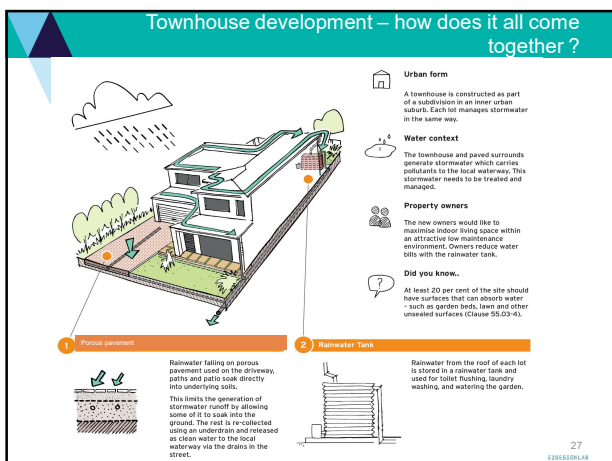 Townhouse development – how does it all come
together ?
Urban form
A townhouse is constructed as part
of a subdivision in an inner urban
suburb. Each lot manages stormwater
in the same way.
Water context
The townhouse and paved surrounds
generate stormwater which carries
pollutants to the local waterway. This
stormwater needs to be treated and
managed.
Property owners
The new owners would like to
maximise indoor living space within
an attractive low maintenance
environment. Owners reduce water
bills with the rainwater tank.
?
Did you know..
At least 20 per cent of the site should
have surfaces that can absorb water
– such as garden beds, lawn and other
unsealed surfaces (Clause 55.03-4).
1 Porous pavement
Rainwater falling on porous
pavement used on the driveway,
paths and patio soak directly
into underlying soils.
This limits the generation of
stormwater runoff by allowing
some of it to soak into the
ground. The rest is re-collected
using an underdrain and released
as clean water to the local
waterway via the drains in the
street.
2 Rainwater Tank
Rainwater from the roof of each lot
is stored in a rainwater tank and
used for toilet flushing, laundry
washing, and watering the garden.
27
E2DESIGNLAB